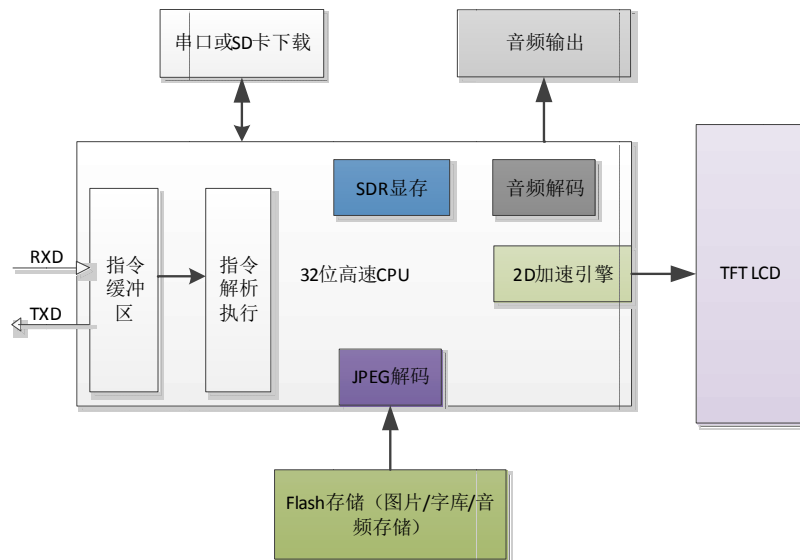 串口或SD卡下载
音频输出
SDR显存
音频解码
RXD
TXD
指令
缓冲
区
指令
解析
执行
32位高速CPU
2D加速引擎
TFT LCD
JPEG解码
Flash存储（图片/字库/音
频存储）